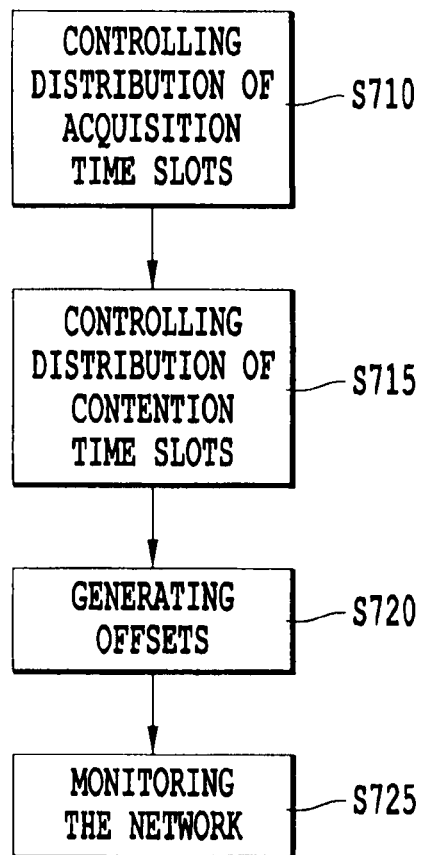 CONTROLLING
DISTRIBUTION OF
ACQUISITION
TIME SLOTS
S710
CONTROLLING
DISTRIBUTION OF
CONTENTION
TIME SLOTS
S715
GENERATING
OFFSETS
S720
MONITORING
THE NETWORK
S725